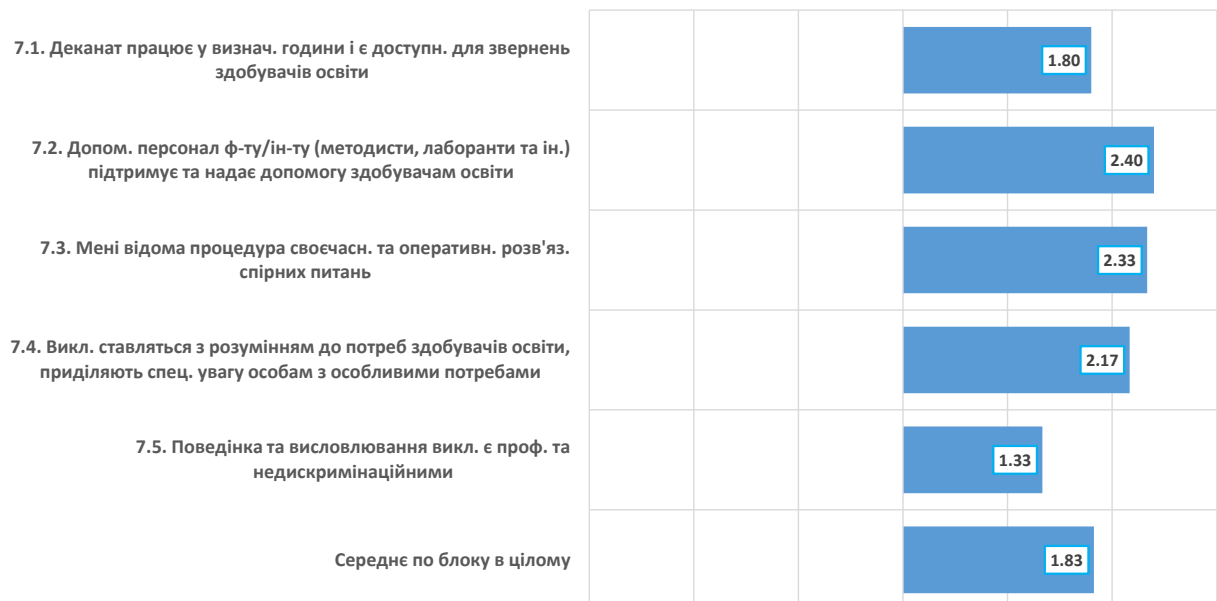 7.1. Деканат працює у визнач. години і є доступн. для звернень
здобувачів освіти
1.80
7.2. Допом. персонал ф-ту/ін-ту (методисти, лаборанти та ін.)
підтримує та надає допомогу здобувачам освіти
2.40
7.3. Мені відома процедура своєчасн. та оперативн. розв'яз.
спірних питань
2.33
7.4. Викл. ставляться з розумінням до потреб здобувачів освіти,
приділяють спец. увагу особам з особливими потребами
2.17
7.5. Поведінка та висловлювання викл. є проф. та
недискримінаційними
1.33
Середнє по блоку в цілому
1.83